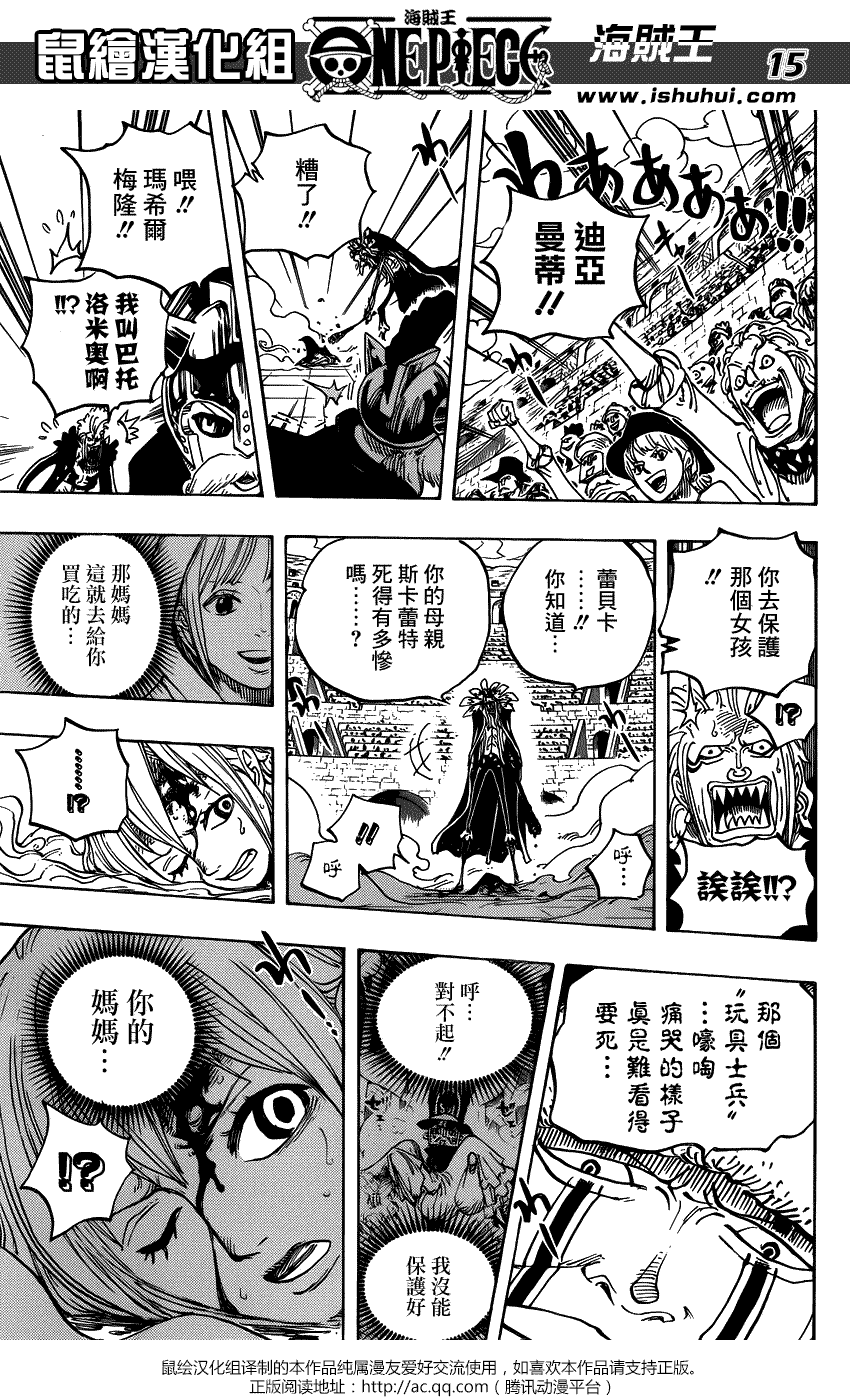 鼠繪漢化組
海賊王
ONE PIECE
海賊王
15
www.ishuhui.com
わあああぁ!!
迪亞
曼蒂!!
糟了!!
喂!!
瑪希爾
梅隆!!
我叫巴托
洛米奧啊
!!?
你去保護
那個女孩
!!
!?
誒誒!!?
蕾貝卡
……!!
你知道…
你的母親
斯卡蕾特
死得有多慘
嗎……?
呼…
!!
呼
那媽媽
這就去給你
買吃的…
………
!?
那個
“玩具士兵”
…嚎啕
痛哭的樣子
真是難看得
要死…
呼…
對不起!!
我沒能
保護好
你的
媽媽…
!?
鼠绘汉化组译制的本作品纯属漫友爱好交流使用，如喜欢本作品请支持正版。
正版阅读地址：http://ac.qq.com（腾讯动漫平台）